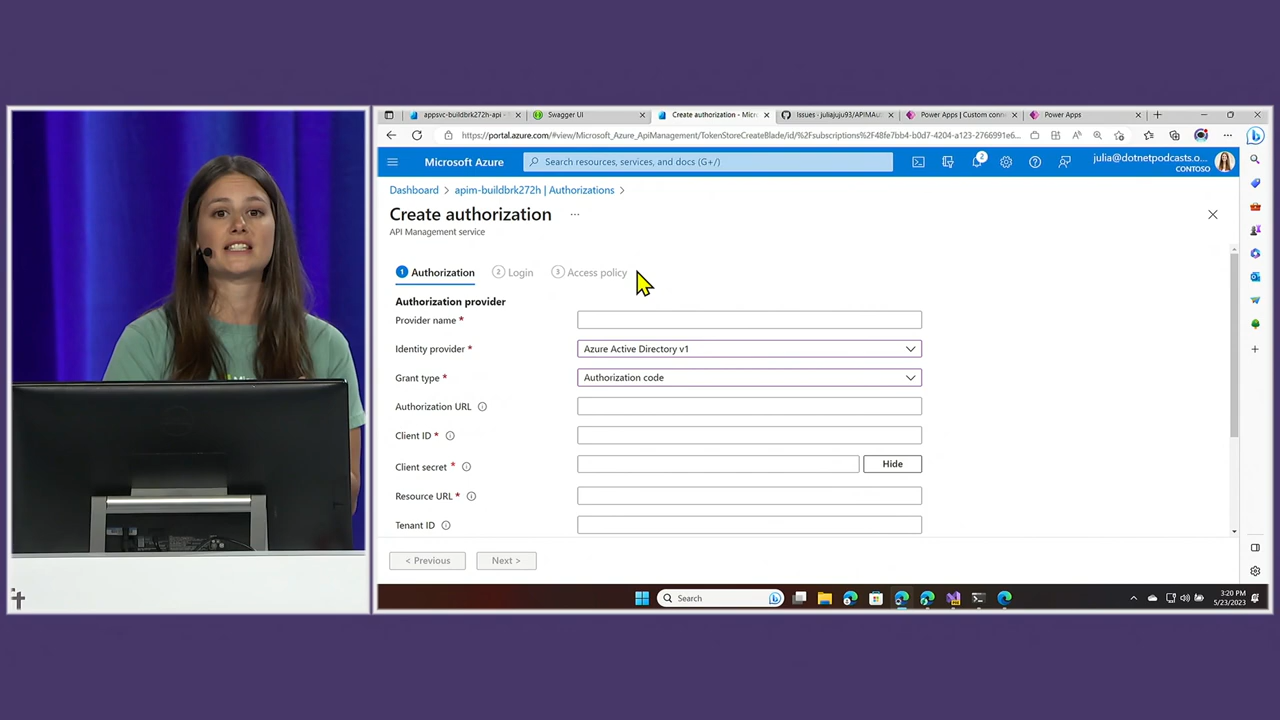 appsvc-buildbrk272h-api - 
Swagger UI
Create authorization - Micr
Issues · juliajuju93/APIMAut
Power Apps | Custom conn
Power Apps
https://portal.azure.com/#view/Microsoft_Azure_ApiManagement/TokenStoreCreateBlade/id/%2Fsubscriptions%2F48fe7bb4-b0d7-4204-a123-2766991e6...
Microsoft Azure
Search resources, services, and docs (G+/)
2
julia@dotnetpodcasts.o...
CONTOSO
Dashboard > apim-buildbrk272h | Authorizations >
Create authorization ...
API Management service
1 Authorization 2 Login 3 Access policy
Authorization provider
Provider name *
Identity provider * Azure Active Directory v1
Grant type * Authorization code
Authorization URL
Client ID *
Client secret * Hide
Resource URL *
Tenant ID
< Previous Next >
Search
3:20 PM
5/23/2023